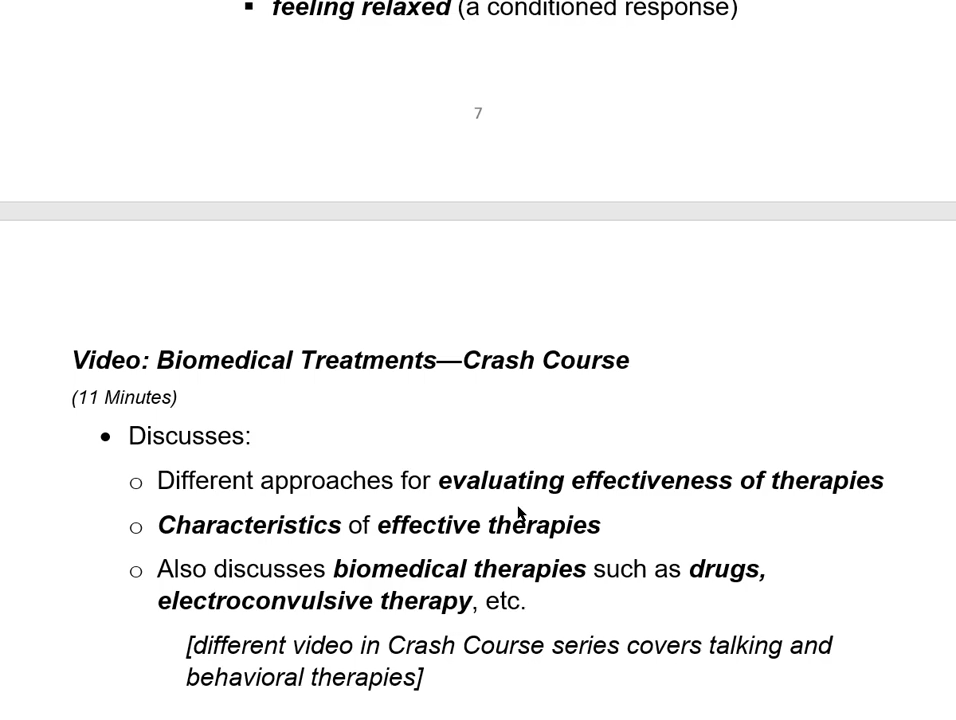 ▪ feeling relaxed (a conditioned response)
7
Video: Biomedical Treatments—Crash Course
(11 Minutes)
• Discusses:
o Different approaches for evaluating effectiveness of therapies
o Characteristics of effective therapies
o Also discusses biomedical therapies such as drugs,
electroconvulsive therapy, etc.
[different video in Crash Course series covers talking and
behavioral therapies]